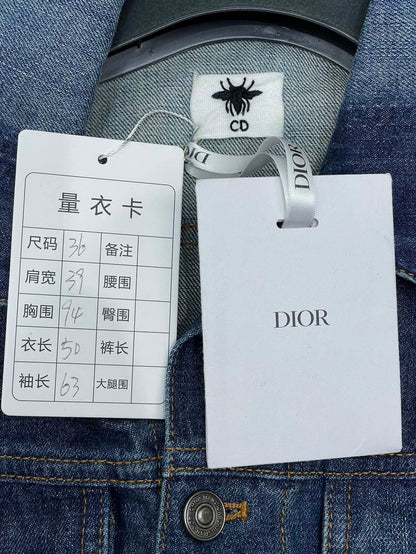 CD
DIOR
DIOR
量衣卡
尺码 36 备注
肩宽 39 腰围
胸围 94 臀围
衣长 50 裤长
袖长 63 大腿围
DIOR